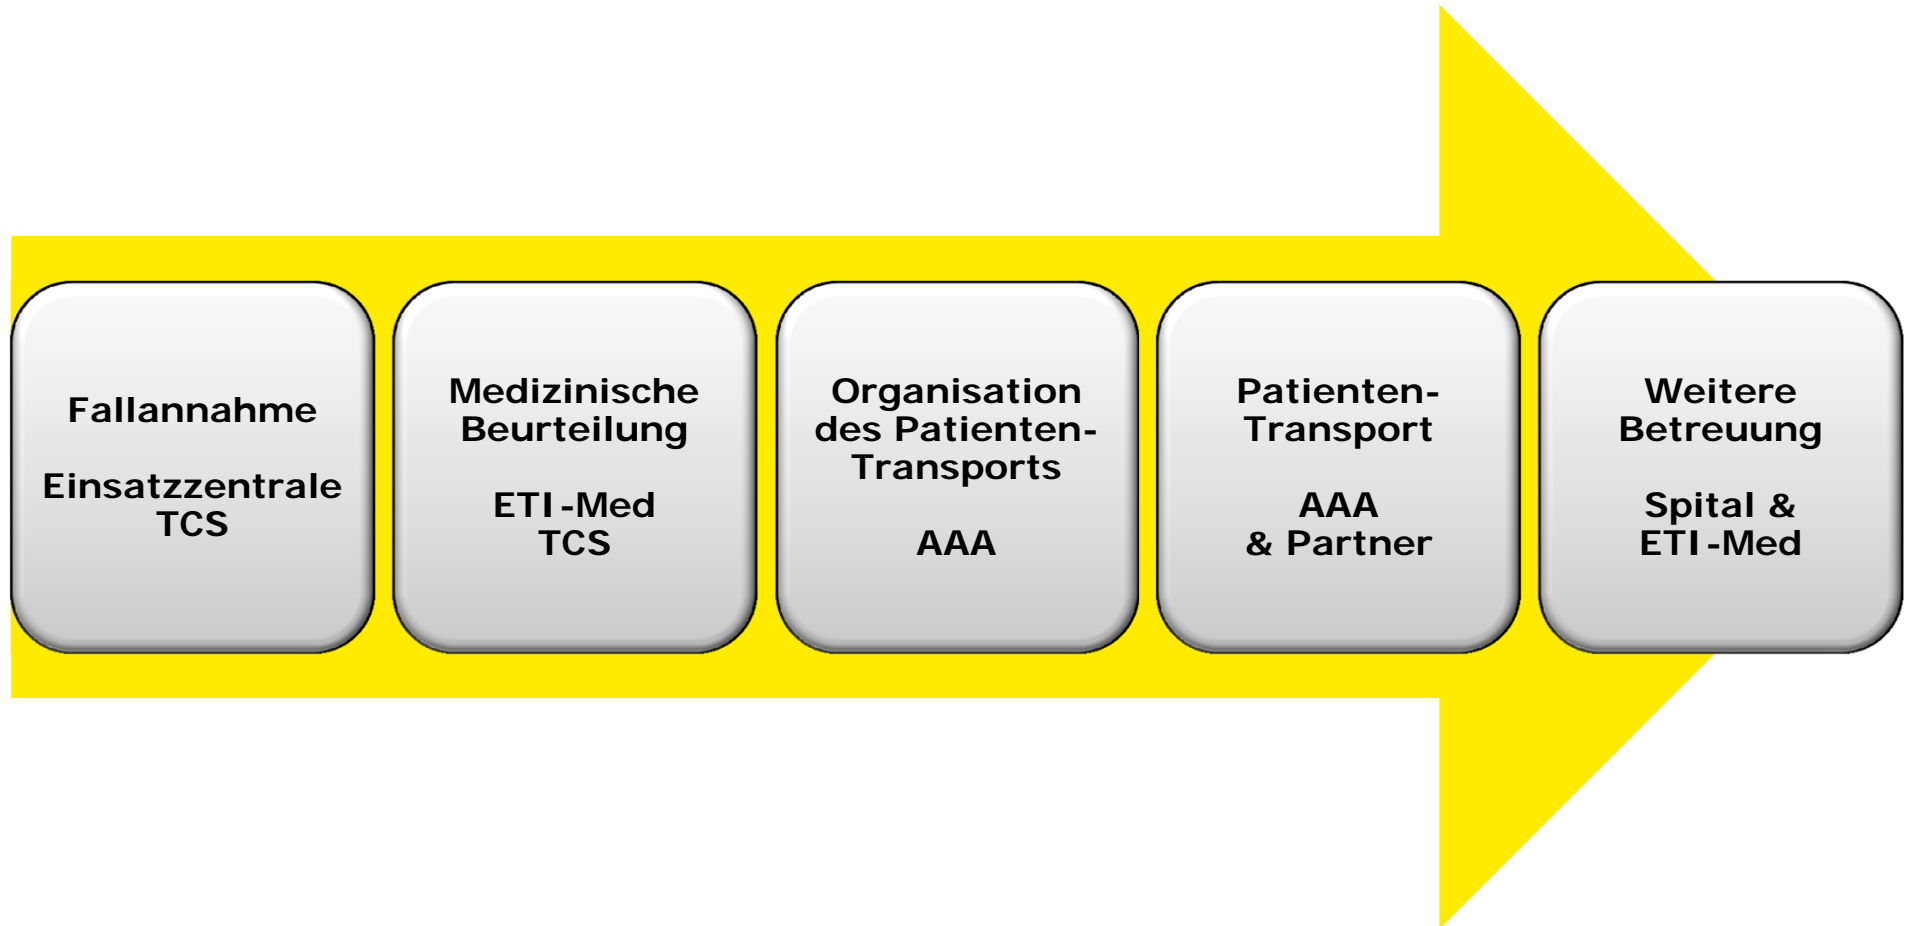 Fallannahme
Einsatzzentrale
TCS
Medizinische
Beurteilung
ETI-Med
TCS
Organisation
des Patienten-
Transports
AAA
Patienten-
Transport
AAA
& Partner
Weitere
Betreuung
Spital &
ETI-Med